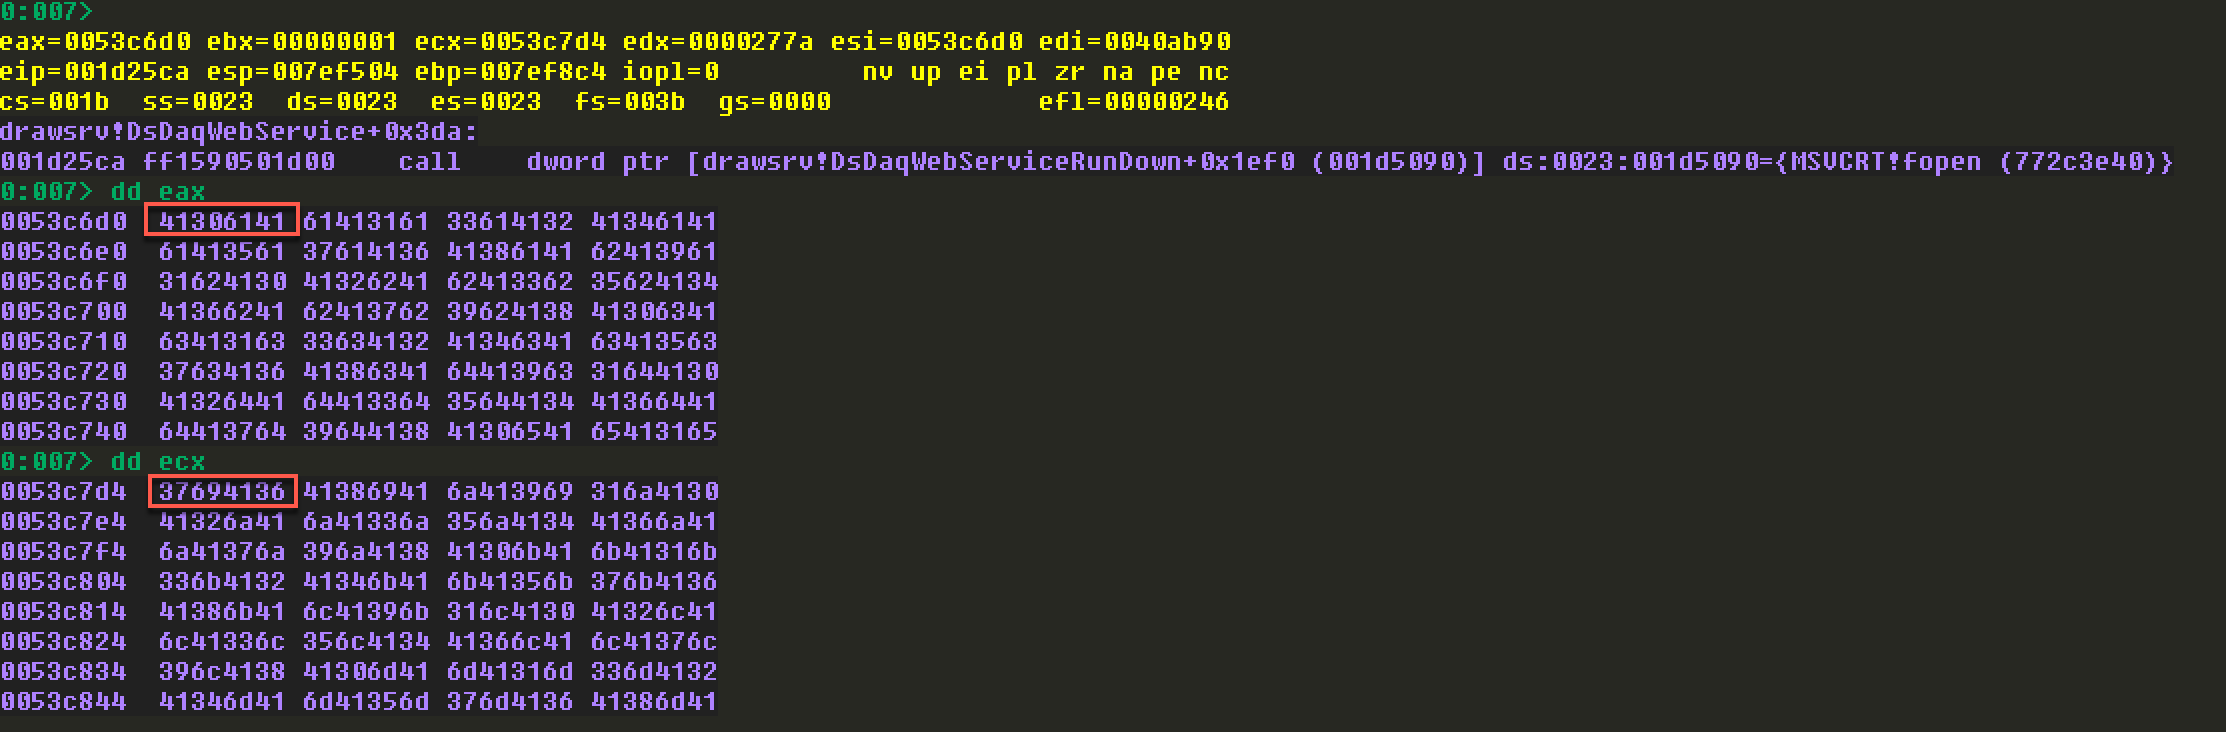 0:007>
eax=0053c6d0 ebx=00000001 ecx=0053c7d4 edx=0000277a esi=0053c6d0 edi=0040ab90
eip=001d25ca esp=007ef504 ebp=007ef8c4 iopl=0         nv up ei pl zr na pe nc
cs=001b  ss=0023  ds=0023  es=0023  fs=003b  gs=0000             efl=00000246
drawsrv!DsDaqWebService+0x3da:
001d25ca ff1590501d00    call    dword ptr [drawsrv!DsDaqWebServiceRunDown+0x1ef0 (001d5090)] ds:0023:001d5090={MSVCRT!fopen (772c3e40)}
0:007> dd eax
0053c6d0  41306141 61413161 33614132 41346141
0053c6e0  61413561 37614136 41386141 62413961
0053c6f0  31624130 41326241 62413362 35624134
0053c700  41366241 62413762 39624138 41306341
0053c710  63413163 33634132 41346341 63413563
0053c720  37634136 41386341 64413963 31644130
0053c730  41326441 64413364 35644134 41366441
0053c740  64413764 39644138 41306541 65413165
0:007> dd ecx
0053c7d4  37694136 41386941 6a413969 316a4130
0053c7e4  41326a41 6a41336a 356a4134 41366a41
0053c7f4  6a41376a 396a4138 41306b41 6b41316b
0053c804  336b4132 41346b41 6b41356b 376b4136
0053c814  41386b41 6c41396b 316c4130 41326c41
0053c824  6c41336c 356c4134 41366c41 6c41376c
0053c834  396c4138 41306d41 6d41316d 336d4132
0053c844  41346d41 6d41356d 376d4136 41386d41